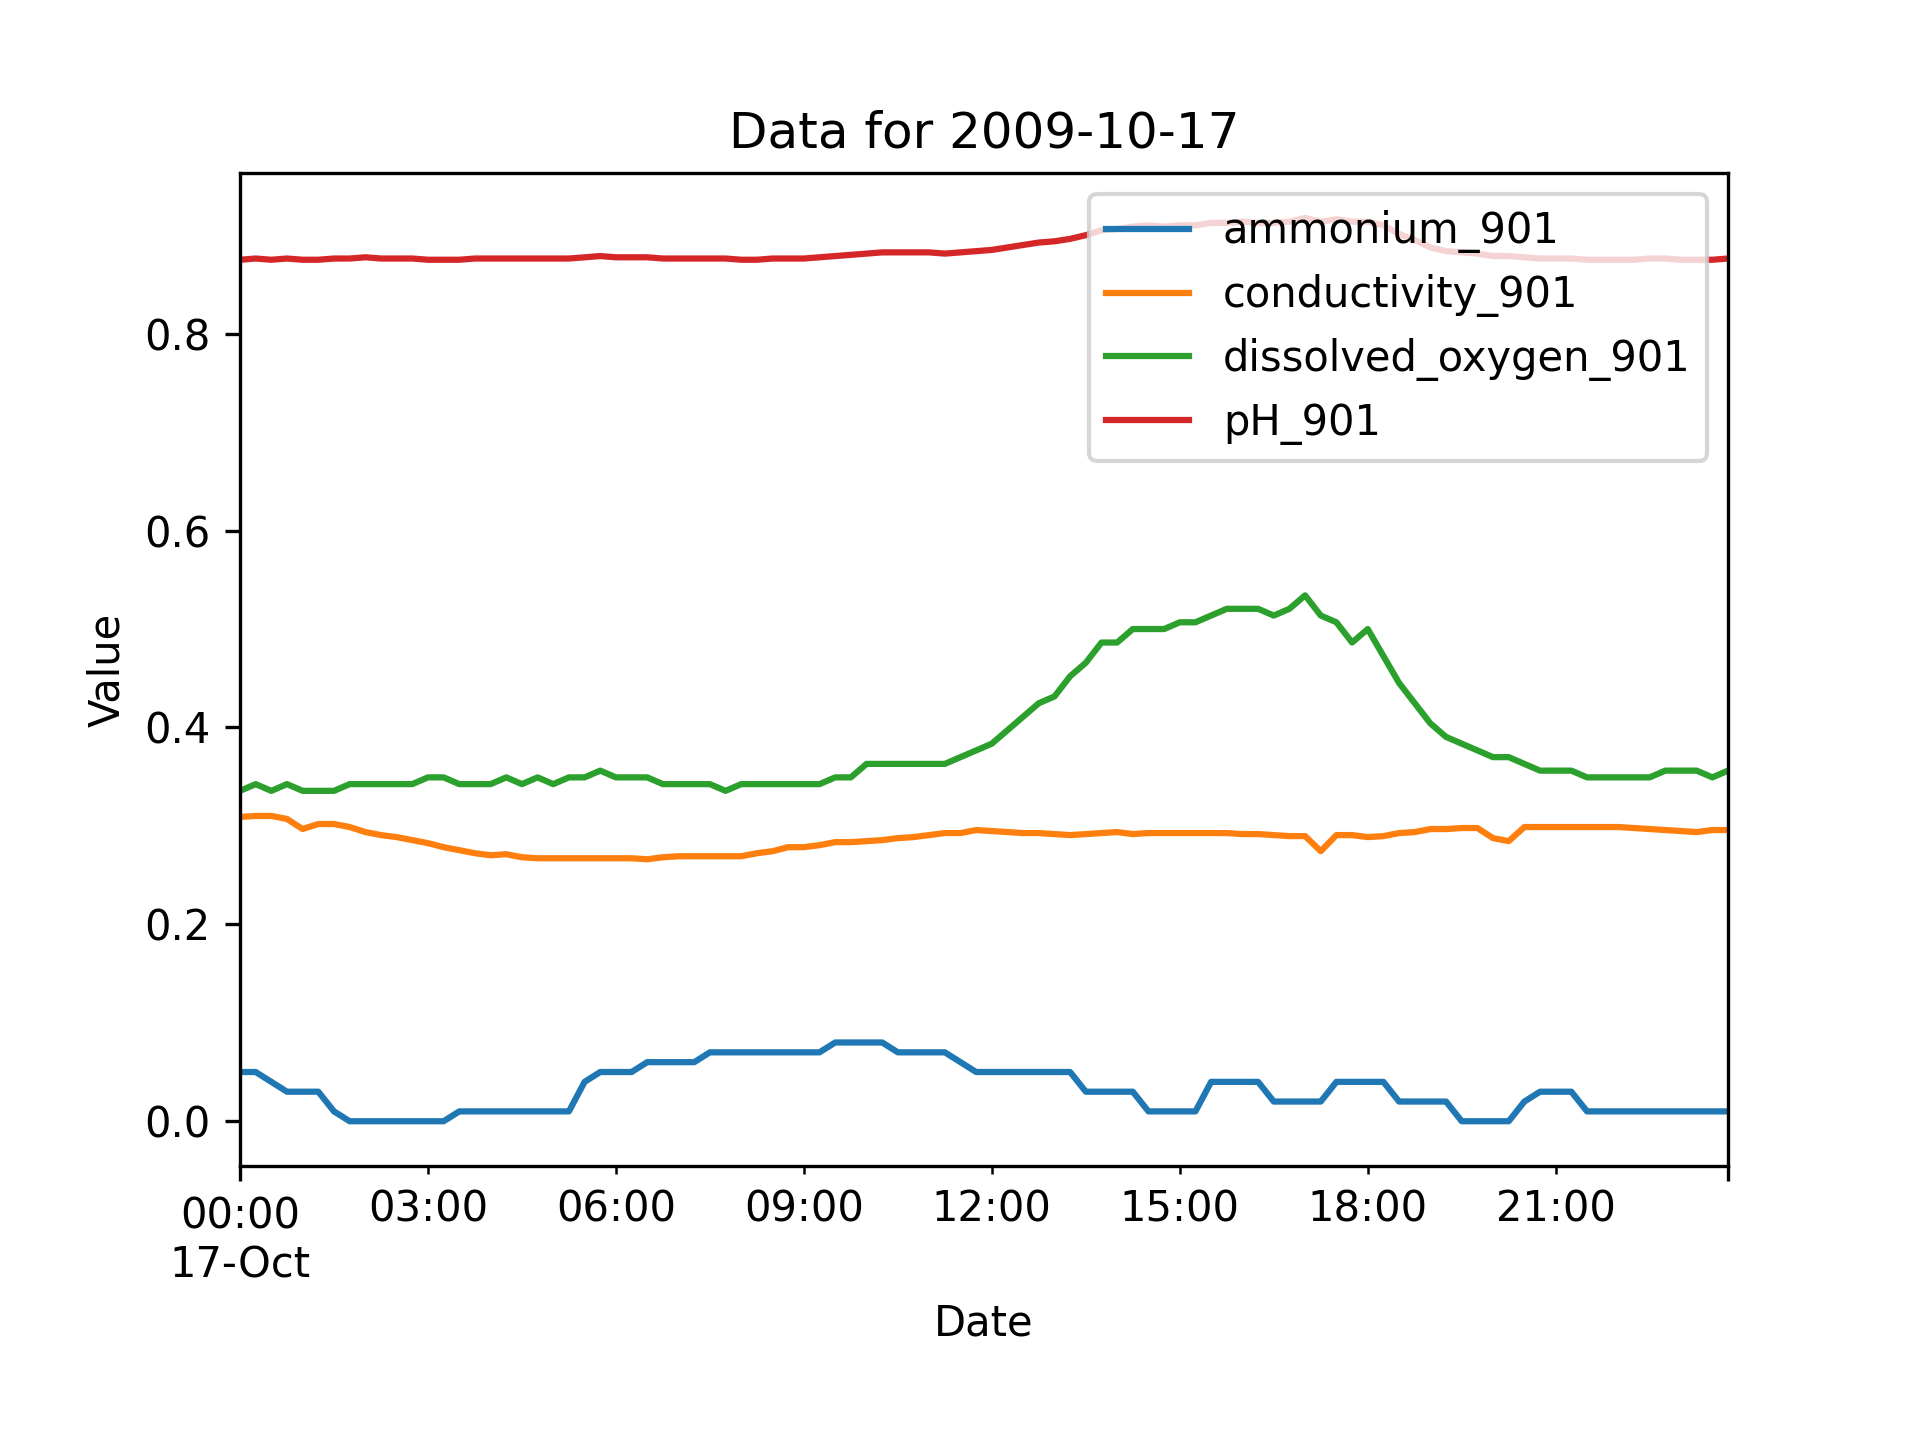 Data for 2009-10-17
ammonium_901
conductivity_901
dissolved_oxygen_901
pH_901
0.8
0.6
0.4
0.2
0.0
Value
00:00 03:00 06:00 09:00 12:00 15:00 18:00 21:00
17-Oct
Date